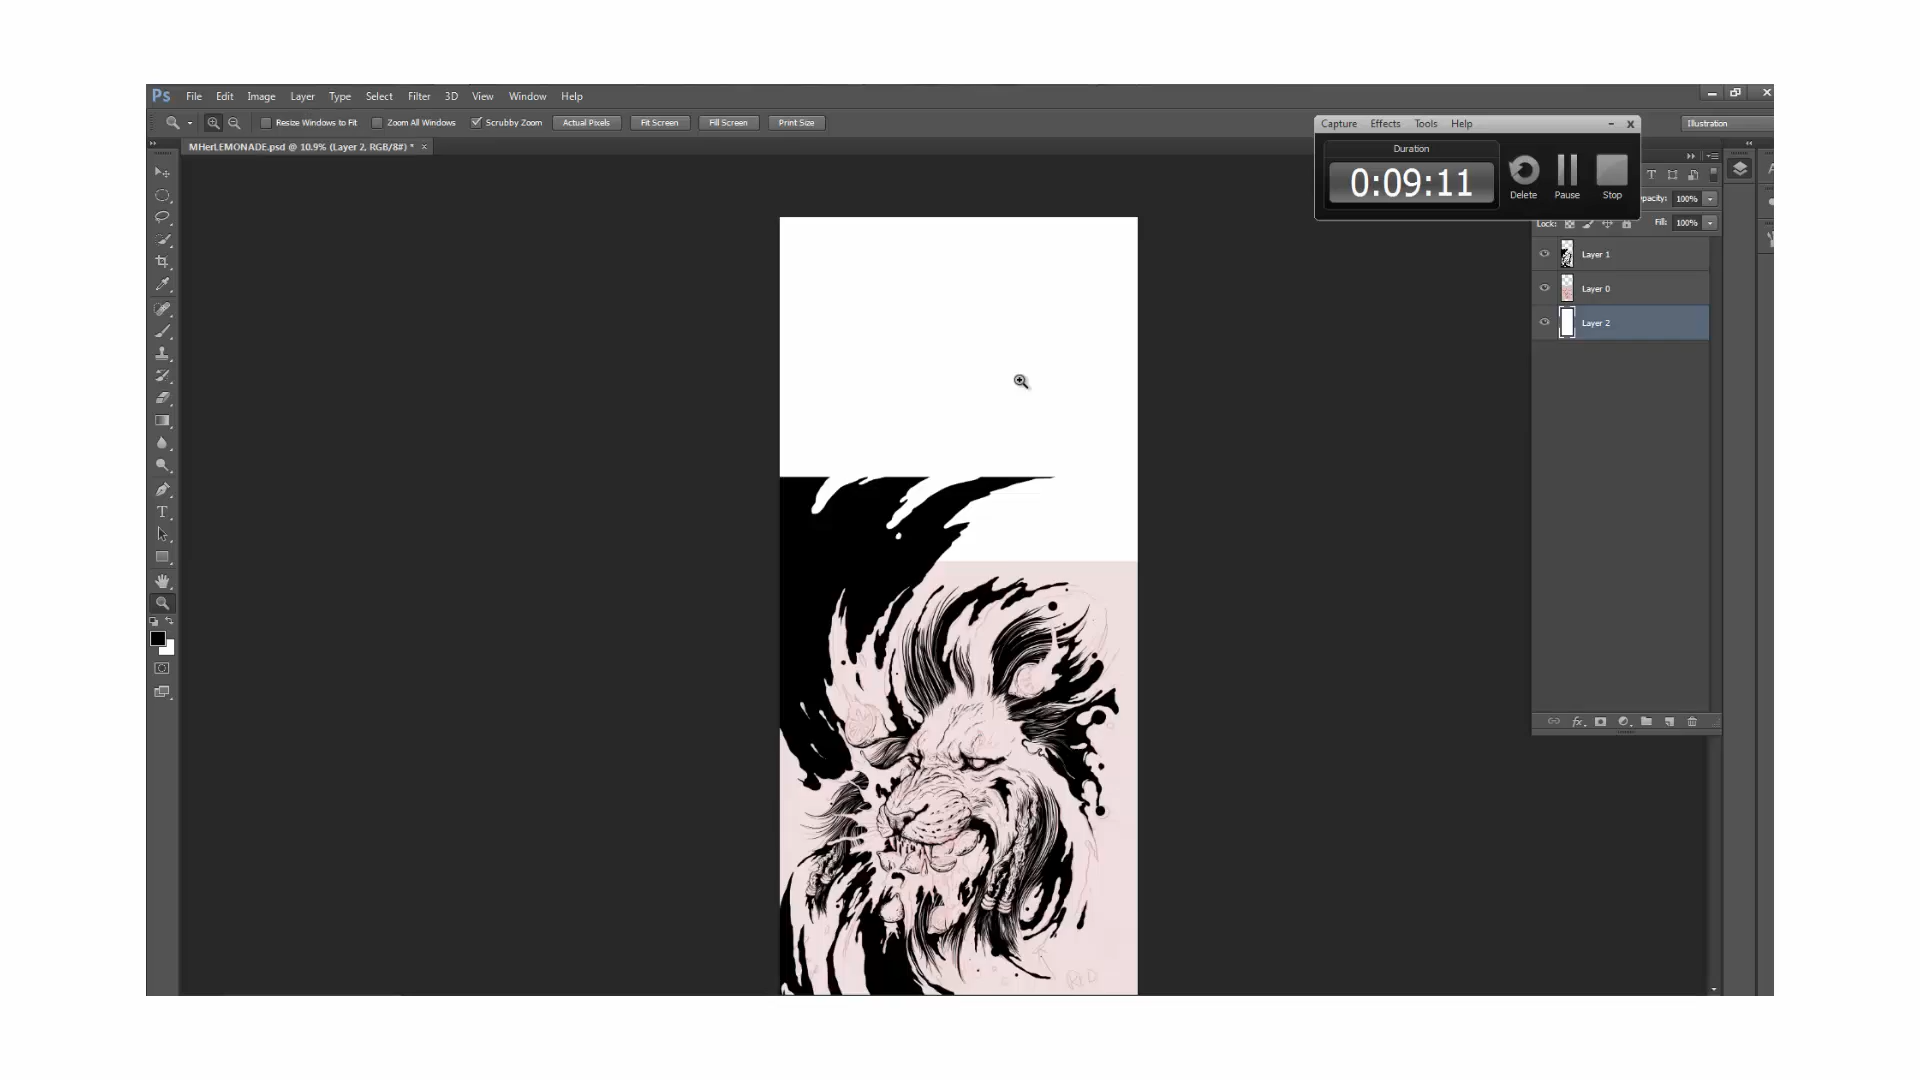 Ps File Edit Image Layer Type Select Filter 3D View Window Help
Resize Windows to Fit Zoom All Windows Scrubby Zoom Actual Pixels Fit Screen Fill Screen Print Size
Illustration
MHerLEMONADE.psd @ 10.9% (Layer 2, RGB/8#) * ×
Capture Effects Tools Help
Duration
0:09:11
Delete Pause Stop
pacity: 100%
Lock: Fill: 100%
Layer 1
Layer 0
Layer 2